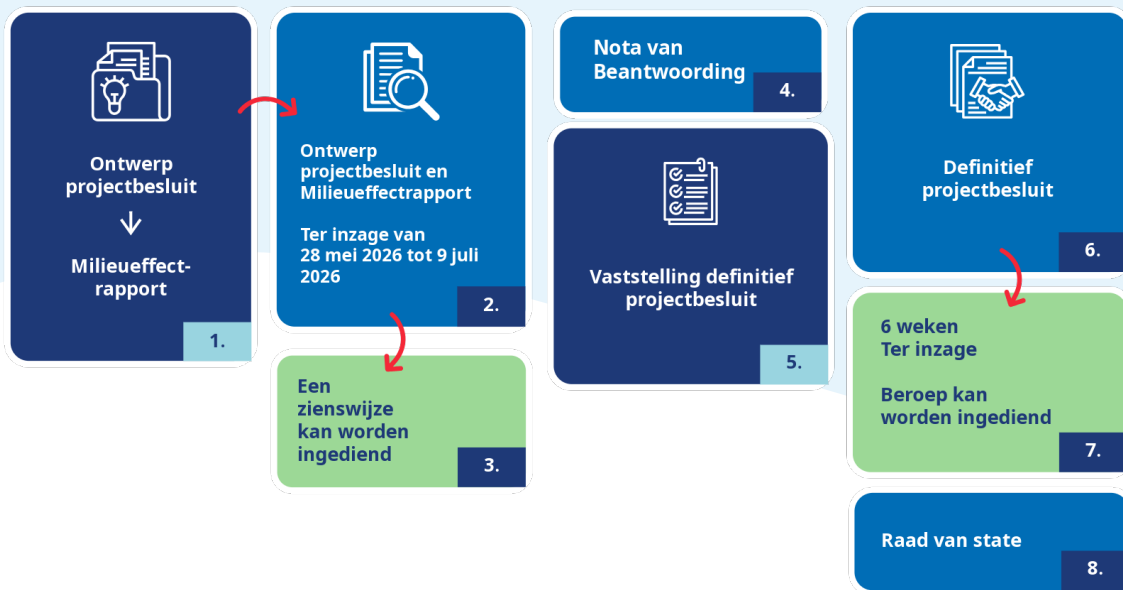 Ontwerp
projectbesluit
Milieueffect-
rapport
1.
Ontwerp
projectbesluit en
Milieueffectrapport
Ter inzage van
28 mei 2026 tot 9 juli
2026
2.
Een
zienswijze
kan worden
ingediend
3.
Nota van
Beantwoording
4.
Vaststelling definitief
projectbesluit
5.
Definitief
projectbesluit
6.
6 weken
Ter inzage
Beroep kan
worden ingediend
7.
Raad van state
8.